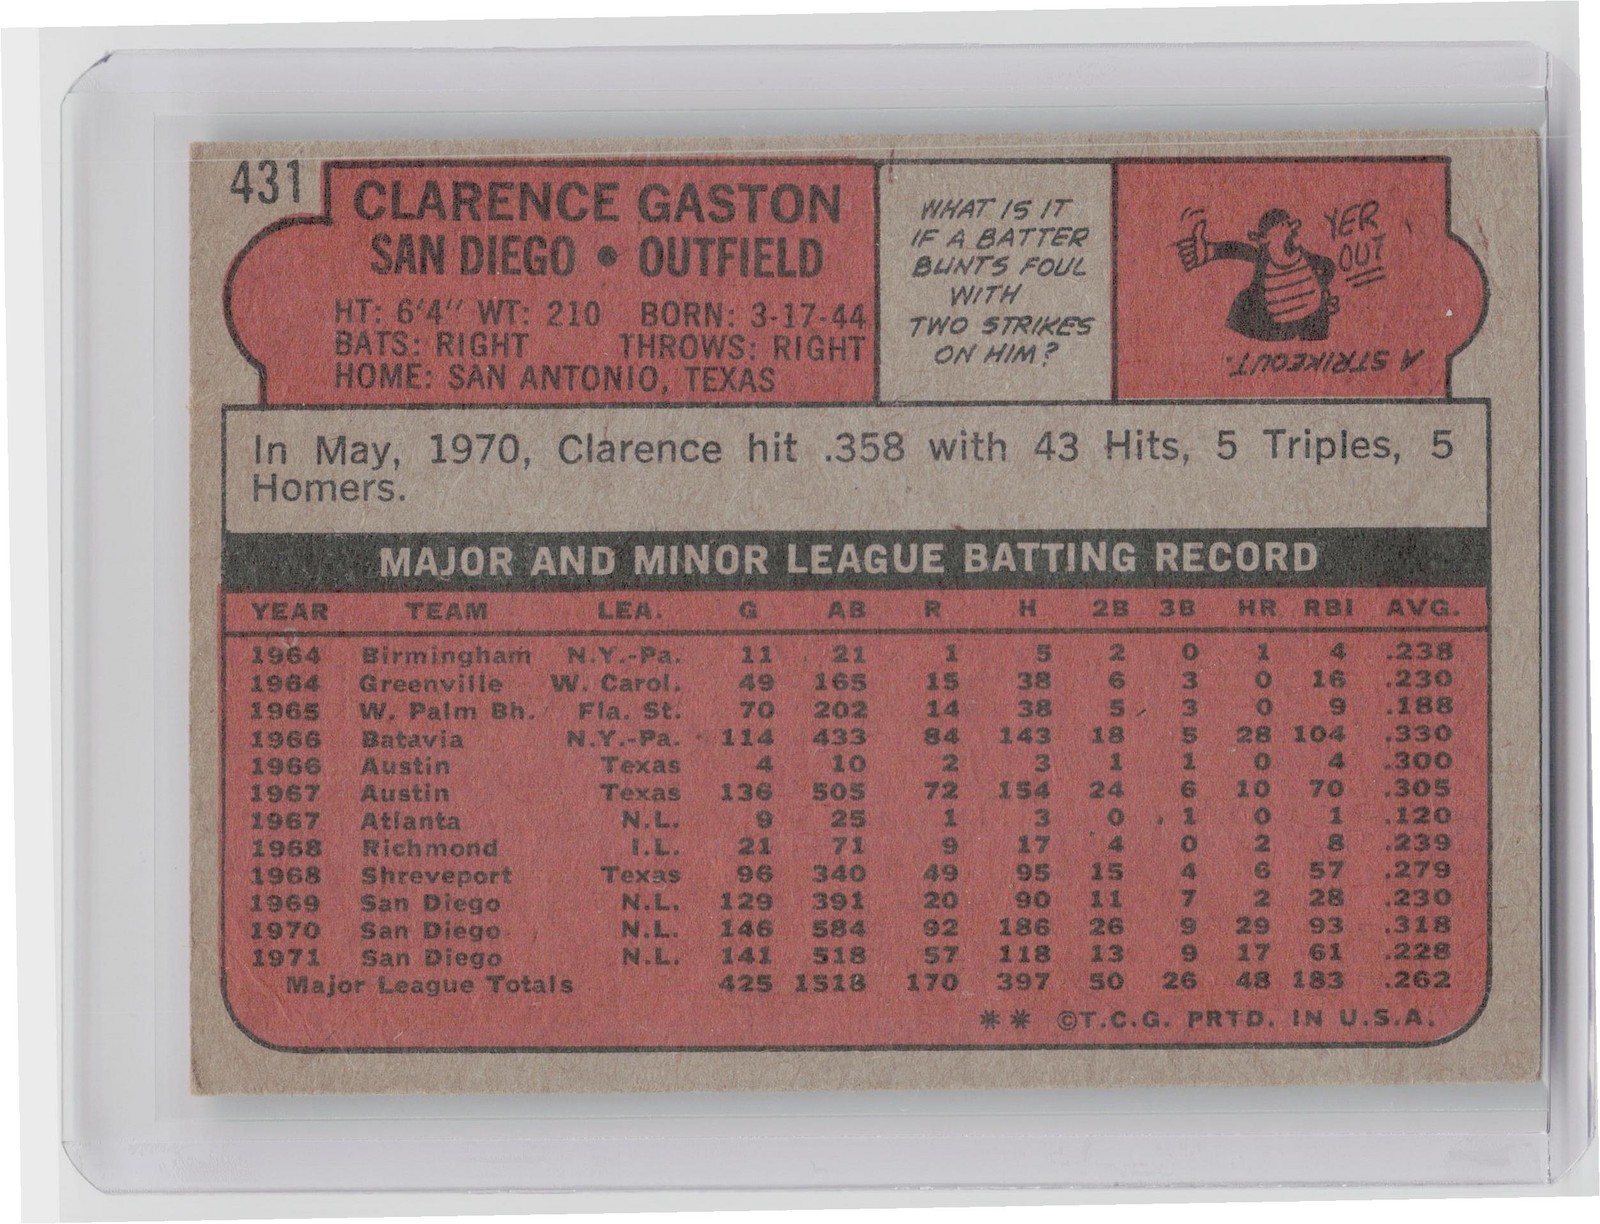 431
CLARENCE GASTON
SAN DIEGO • OUTFIELD
HT: 6'4" WT: 210 BORN: 3-17-44
BATS: RIGHT THROWS: RIGHT
HOME: SAN ANTONIO, TEXAS
WHAT IS IT
IF A BATTER
BUNTS FOUL
WITH
TWO STRIKES
ON HIM?
YER
OUT
A STRIKEOUT.
In May, 1970, Clarence hit .358 with 43 Hits, 5 Triples, 5
Homers.
MAJOR AND MINOR LEAGUE BATTING RECORD
YEAR TEAM LEA. G AB R H 2B 3B HR RBI AVG.
1964 Birmingham N.Y.-Pa. 11 21 1 5 2 0 1 4 .238
1964 Greenville W. Carol. 49 165 15 38 6 3 0 16 .230
1965 W. Palm Bh. Fla. St. 70 202 14 38 5 3 0 9 .188
1966 Batavia N.Y.-Pa. 114 433 84 143 18 5 28 104 .330
1966 Austin Texas 4 10 2 3 1 1 0 4 .300
1967 Austin Texas 136 505 72 154 24 6 10 70 .305
1967 Atlanta N.L. 9 25 1 3 0 1 0 1 .120
1968 Richmond I.L. 21 71 9 17 4 0 2 8 .239
1968 Shreveport Texas 96 340 49 95 15 4 6 57 .279
1969 San Diego N.L. 129 391 20 90 11 7 2 28 .230
1970 San Diego N.L. 146 584 92 186 26 9 29 93 .318
1971 San Diego N.L. 141 518 57 118 13 9 17 61 .228
Major League Totals 425 1518 170 397 50 26 48 183 .262
** ©T.C.G. PRTD. IN U.S.A.